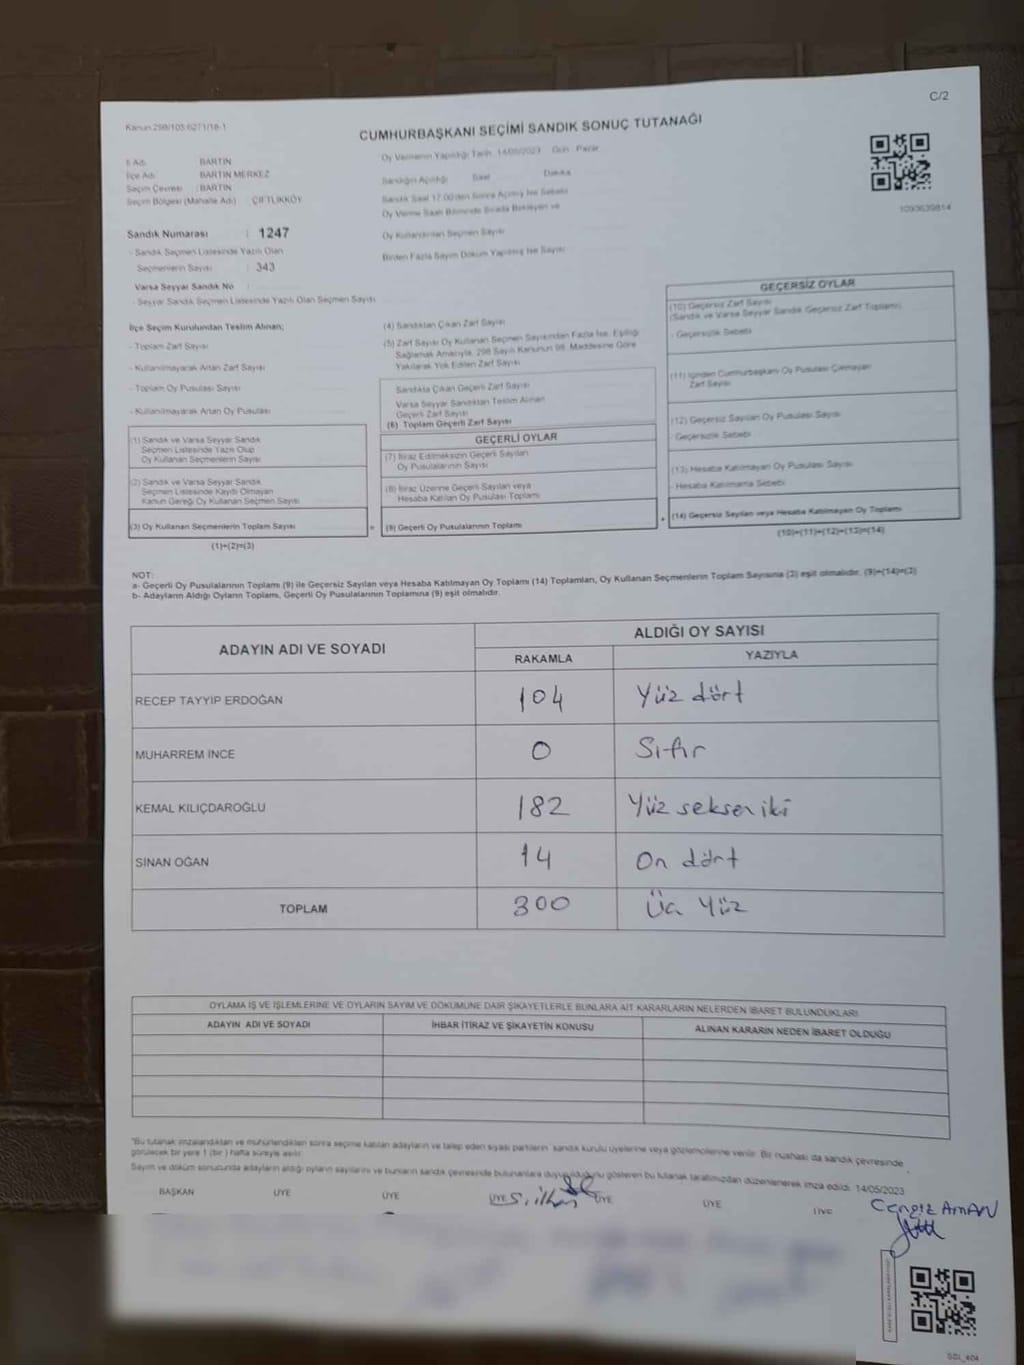 C/2
Kanun:298/105 6271/18-1
CUMHURBAŞKANI SEÇİMİ SANDIK SONUÇ TUTANAĞI
İl Adı : BARTIN
İlçe Adı : BARTIN MERKEZ
Seçim Çevresi : BARTIN
Seçim Bölgesi (Mahalle Adı) : ÇİFTLİKKÖY
Oy Vermenin Yapıldığı Tarih: 14/05/2023 Gün : Pazar
Sandığın Açıldığı Saat Dakika
Sandık Saat 17.00'den Sonra Açılmış İse Sebebi
Oy Verme Saati Bitiminde Sırada Bekleyen ve
Oy Kullandırılan Seçmen Sayısı
Birden Fazla Sayım Döküm Yapılmış İse Sayısı
1093639814
Sandık Numarası : 1247
- Sandık Seçmen Listesinde Yazılı Olan
Seçmenlerin Sayısı : 343
Varsa Seyyar Sandık No :
- Seyyar Sandık Seçmen Listesinde Yazılı Olan Seçmen Sayısı
İlçe Seçim Kurulundan Teslim Alınan;
- Toplam Zarf Sayısı
- Kullanılmayarak Artan Zarf Sayısı
- Toplam Oy Pusulası Sayısı
- Kullanılmayarak Artan Oy Pusulası
(1) Sandık ve Varsa Seyyar Sandık
Seçmen Listesinde Yazılı Olup
Oy Kullanan Seçmenlerin Sayısı
(2) Sandık ve Varsa Seyyar Sandık
Seçmen Listesinde Kaydı Olmayan
Kanun Gereği Oy Kullanan Seçmen Sayısı
(3) Oy Kullanan Seçmenlerin Toplam Sayısı
(1)+(2)=(3)
(4) Sandıktan Çıkan Zarf Sayısı
(5) Zarf Sayısı Oy Kullanan Seçmen Sayısından Fazla İse, Eşitliği
Sağlamak Amacıyla, 298 Sayılı Kanunun 98. Maddesine Göre
Yakılarak Yok Edilen Zarf Sayısı
Sandıkta Çıkan Geçerli Zarf Sayısı
Varsa Seyyar Sandıktan Teslim Alınan
Geçerli Zarf Sayısı
(6) Toplam Geçerli Zarf Sayısı
GEÇERLİ OYLAR
(7) İtiraz Edilmeksizin Geçerli Sayılan
Oy Pusulalarının Sayısı
(8) İtiraz Üzerine Geçerli Sayılan veya
Hesaba Katılan Oy Pusulası Toplamı
(9) Geçerli Oy Pusulalarının Toplamı
GEÇERSİZ OYLAR
(10) Geçersiz Zarf Sayısı
(Sandık ve Varsa Seyyar Sandık Geçersiz Zarf Toplamı)
- Geçersizlik Sebebi
(11) İçinden Cumhurbaşkanı Oy Pusulası Çıkmayan
Zarf Sayısı
(12) Geçersiz Sayılan Oy Pusulası Sayısı
Geçersizlik Sebebi
(13) Hesaba Katılmayan Oy Pusulası Sayısı
- Hesaba Katılmama Sebebi
(14) Geçersiz Sayılan veya Hesaba Katılmayan Oy Toplamı
(10)+(11)+(12)+(13)=(14)
NOT:
a- Geçerli Oy Pusulalarının Toplamı (9) ile Geçersiz Sayılan veya Hesaba Katılmayan Oy Toplamı (14) Toplamları, Oy Kullanan Seçmenlerin Toplam Sayısına (3) eşit olmalıdır. (9)+(14)=(3)
b- Adayların Aldığı Oyların Toplamı, Geçerli Oy Pusulalarının Toplamına (9) eşit olmalıdır.
ADAYIN ADI VE SOYADI ALDIĞI OY SAYISI
RAKAMLA YAZIYLA
RECEP TAYYİP ERDOĞAN 104 Yüz dört
MUHARREM İNCE 0 Sıfır
KEMAL KILIÇDAROĞLU 182 Yüz seksen iki
SİNAN OĞAN 14 On dört
TOPLAM 300 Üç Yüz
OYLAMA İŞ VE İŞLEMLERİNE VE OYLARIN SAYIM VE DÖKÜMÜNE DAİR ŞİKAYETLERLE BUNLARA AİT KARARLARIN NELERDEN İBARET BULUNDUKLARI
ADAYIN ADI VE SOYADI İHBAR İTİRAZ VE ŞİKAYETİN KONUSU ALINAN KARARIN NEDEN İBARET OLDUĞU
"Bu tutanak imzalandıktan ve mühürlendikten sonra seçime katılan adayların ve talep eden siyasi partilerin sandık kurulu üyelerine veya gözlemcilerine verilir. Bir nüshası da sandık çevresinde
görülecek bir yere 1 (bir ) hafta süreyle asılır.
Sayım ve döküm sonucunda adayların aldığı oyların sayılarını ve bunların sandık çevresinde bulunanlara duyurulduğunu gösteren bu tutanak tarafımızdan düzenlenerek imza edildi. 14/05/2023
BAŞKAN ÜYE ÜYE ÜYE ÜYE ÜYE ÜYE
S. ilhan
Cengiz AMAN